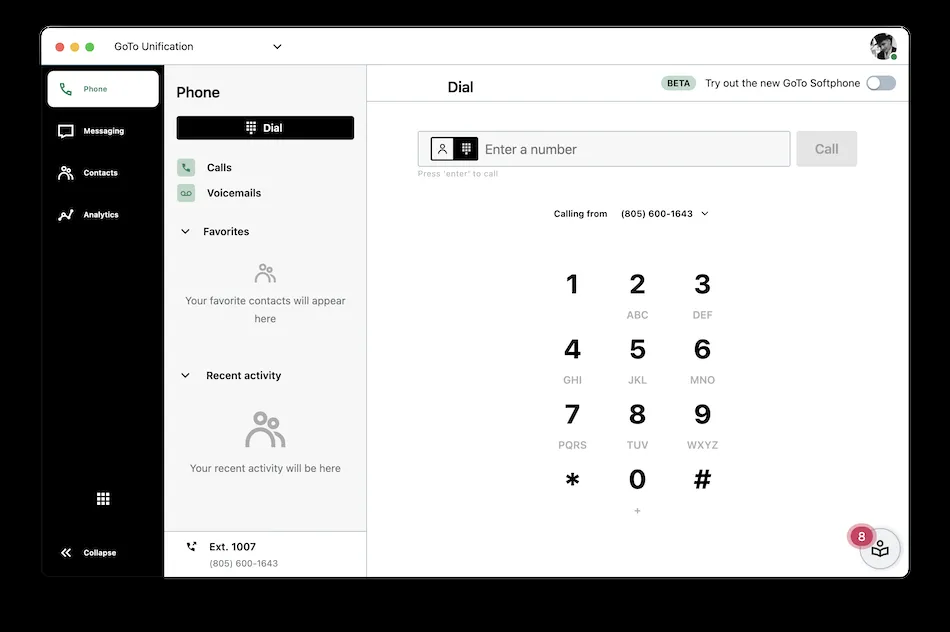 GoTo Unification
Phone
Messaging
Contacts
Analytics
Collapse
Phone
Dial
Calls
Voicemails
Favorites
Your favorite contacts will appear
here
Recent activity
Your recent activity will be here
Ext. 1007
(805) 600-1643
Dial
BETA Try out the new GoTo Softphone
Enter a number Call
Press 'enter' to call
Calling from (805) 600-1643
1 2 3
ABC DEF
4 5 6
GHI JKL MNO
7 8 9
PQRS TUV WXYZ
* 0 #
+
8